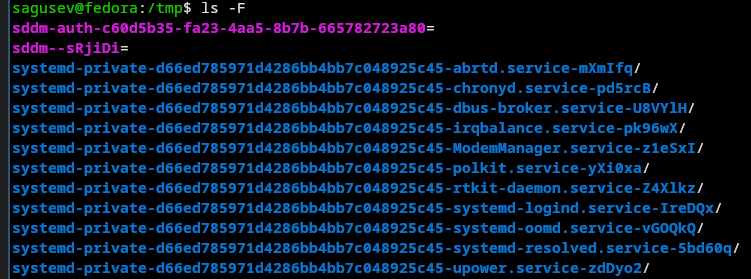 sagusev@fedora:/tmp$ ls -F
sddm-auth-c60d5b35-fa23-4aa5-8b7b-665782723a80=
sddm--sRjiDi=
systemd-private-d66ed785971d4286bb4bb7c048925c45-abrtd.service-mXmIfq/
systemd-private-d66ed785971d4286bb4bb7c048925c45-chronyd.service-pd5rcB/
systemd-private-d66ed785971d4286bb4bb7c048925c45-dbus-broker.service-U8VYlH/
systemd-private-d66ed785971d4286bb4bb7c048925c45-irqbalance.service-pk96wX/
systemd-private-d66ed785971d4286bb4bb7c048925c45-ModemManager.service-z1eSxI/
systemd-private-d66ed785971d4286bb4bb7c048925c45-polkit.service-yXi0xa/
systemd-private-d66ed785971d4286bb4bb7c048925c45-rtkit-daemon.service-Z4Xlkz/
systemd-private-d66ed785971d4286bb4bb7c048925c45-systemd-logind.service-IreDQx/
systemd-private-d66ed785971d4286bb4bb7c048925c45-systemd-oomd.service-vGOQkQ/
systemd-private-d66ed785971d4286bb4bb7c048925c45-systemd-resolved.service-5bd60q/
systemd-private-d66ed785971d4286bb4bb7c048925c45-upower.service-zdDyo2/